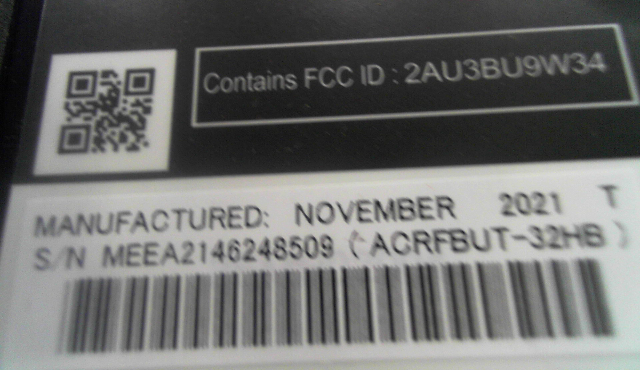 Contains FCC ID : 2AU3BU9W34
MANUFACTURED: NOVEMBER 2021 T
S/N MEEA2146248509 (ACRFBUT-32HB)